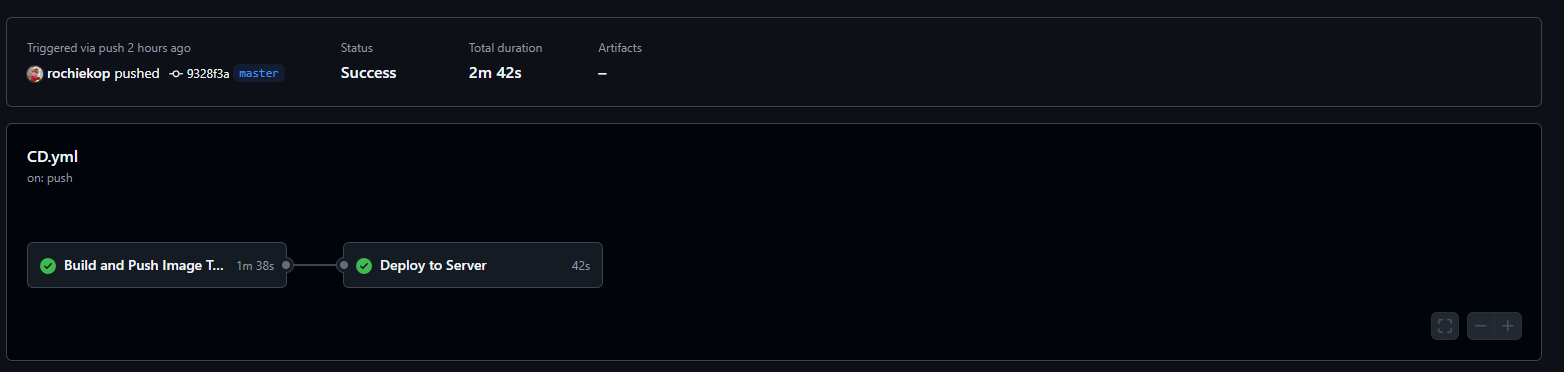 Triggered via push 2 hours ago
rochiekop pushed 9328f3a master
Status
Success
Total duration
2m 42s
Artifacts
–
CD.yml
on: push
Build and Push Image T... 1m 38s
Deploy to Server 42s